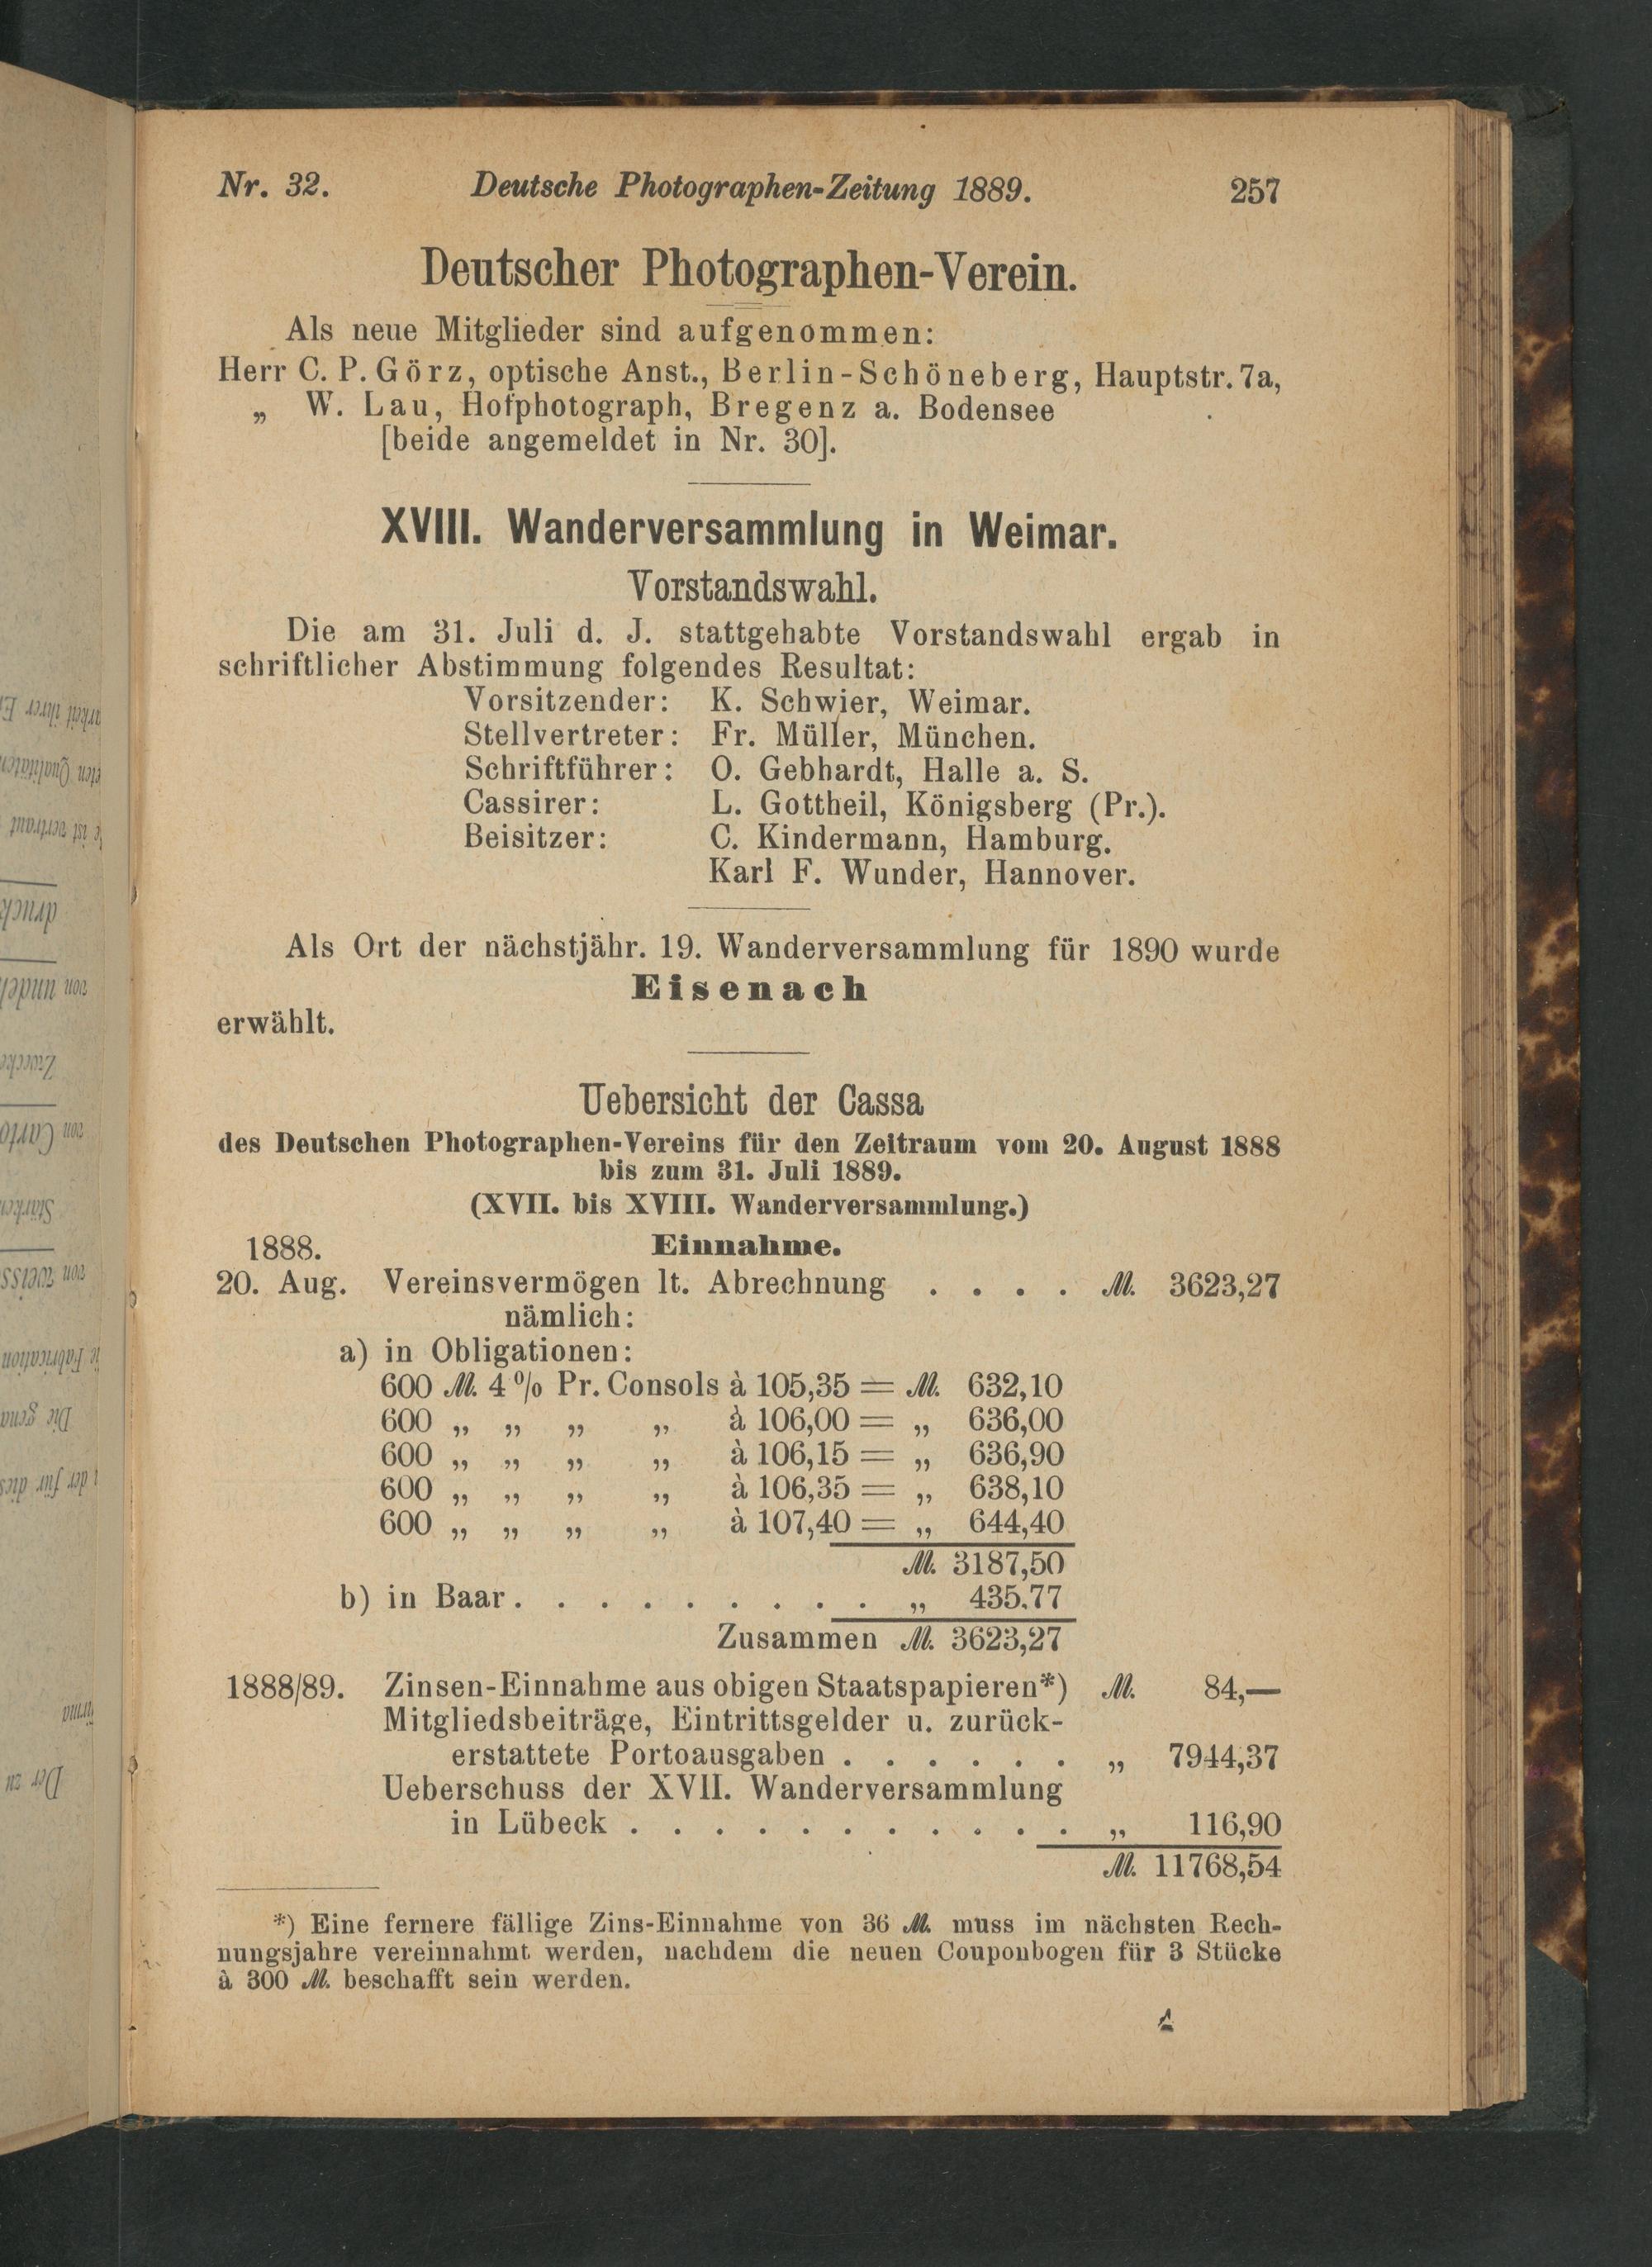 Nr. 32. Deutsche Photographen-Zeitung 1889. 257
Deutscher Photographen-Verein.
Als neue Mitglieder sind aufgenommen:
Herr C. P. Görz, optische Anst., Berlin-Schöneberg, Hauptstr. 7a,
„ W. Lau, Hofphotograph, Bregenz a. Bodensee
[beide angemeldet in Nr. 30].
XVIII. Wanderversammlung in Weimar.
Vorstandswahl.
Die am 31. Juli d. J. stattgehabte Vorstandswahl ergab in
schriftlicher Abstimmung folgendes Resultat:
Vorsitzender: K. Schwier, Weimar.
Stellvertreter: Fr. Müller, München.
Schriftführer: O. Gebhardt, Halle a. S.
Cassirer: L. Gottheil, Königsberg (Pr.).
Beisitzer: C. Kindermann, Hamburg.
Karl F. Wunder, Hannover.
Als Ort der nächstjähr. 19. Wanderversammlung für 1890 wurde
Eisenach
erwählt.
Uebersicht der Cassa
des Deutschen Photographen-Vereins für den Zeitraum vom 20. August 1888
bis zum 31. Juli 1889.
(XVII. bis XVIII. Wanderversammlung.)
1888. Einnahme.
20. Aug. Vereinsvermögen lt. Abrechnung . . . . M. 3623,27
nämlich:
a) in Obligationen:
600 M. 4 % Pr. Consols à 105,35 = M. 632,10
600 „ „ „ „ à 106,00 = „ 636,00
600 „ „ „ „ à 106,15 = „ 636,90
600 „ „ „ „ à 106,35 = „ 638,10
600 „ „ „ „ à 107,40 = „ 644,40
M. 3187,50
b) in Baar . . . . . . . . . „ 435,77
Zusammen M. 3623,27
1888/89. Zinsen-Einnahme aus obigen Staatspapieren*) M. 84,—
Mitgliedsbeiträge, Eintrittsgelder u. zurück-
erstattete Portoausgaben . . . . . . „ 7944,37
Ueberschuss der XVII. Wanderversammlung
in Lübeck . . . . . . . . . . . „ 116,90
M. 11768,54
*) Eine fernere fällige Zins-Einnahme von 36 M. muss im nächsten Rech-
nungsjahre vereinnahmt werden, nachdem die neuen Couponbogen für 3 Stücke
à 300 M. beschafft sein werden.